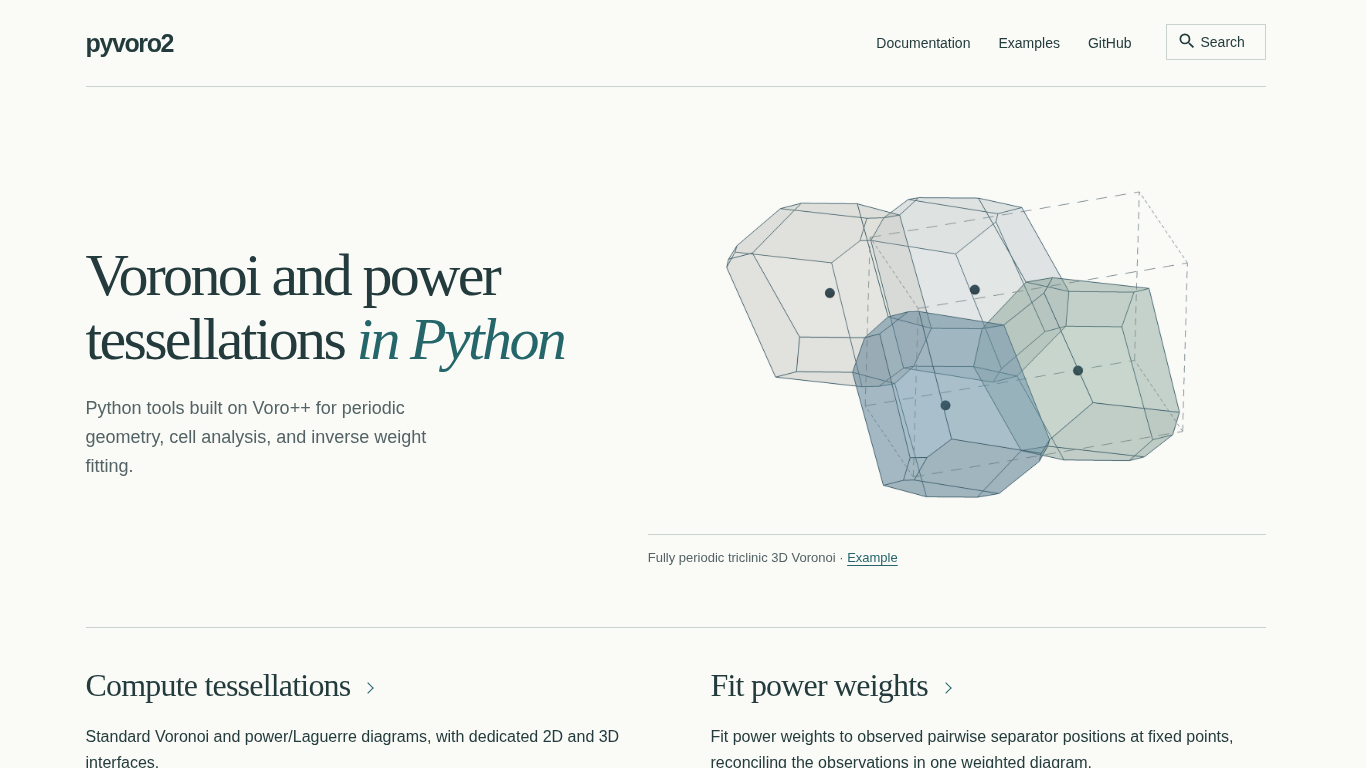 pyvoro2
Documentation
Examples
GitHub
Search
Voronoi and power
tessellations in Python
Python tools built on Voro++ for periodic
geometry, cell analysis, and inverse weight
fitting.
Fully periodic triclinic 3D Voronoi · Example
Compute tessellations
Standard Voronoi and power/Laguerre diagrams, with dedicated 2D and 3D
interfaces.
Fit power weights
Fit power weights to observed pairwise separator positions at fixed points,
reconciling the observations in one weighted diagram.